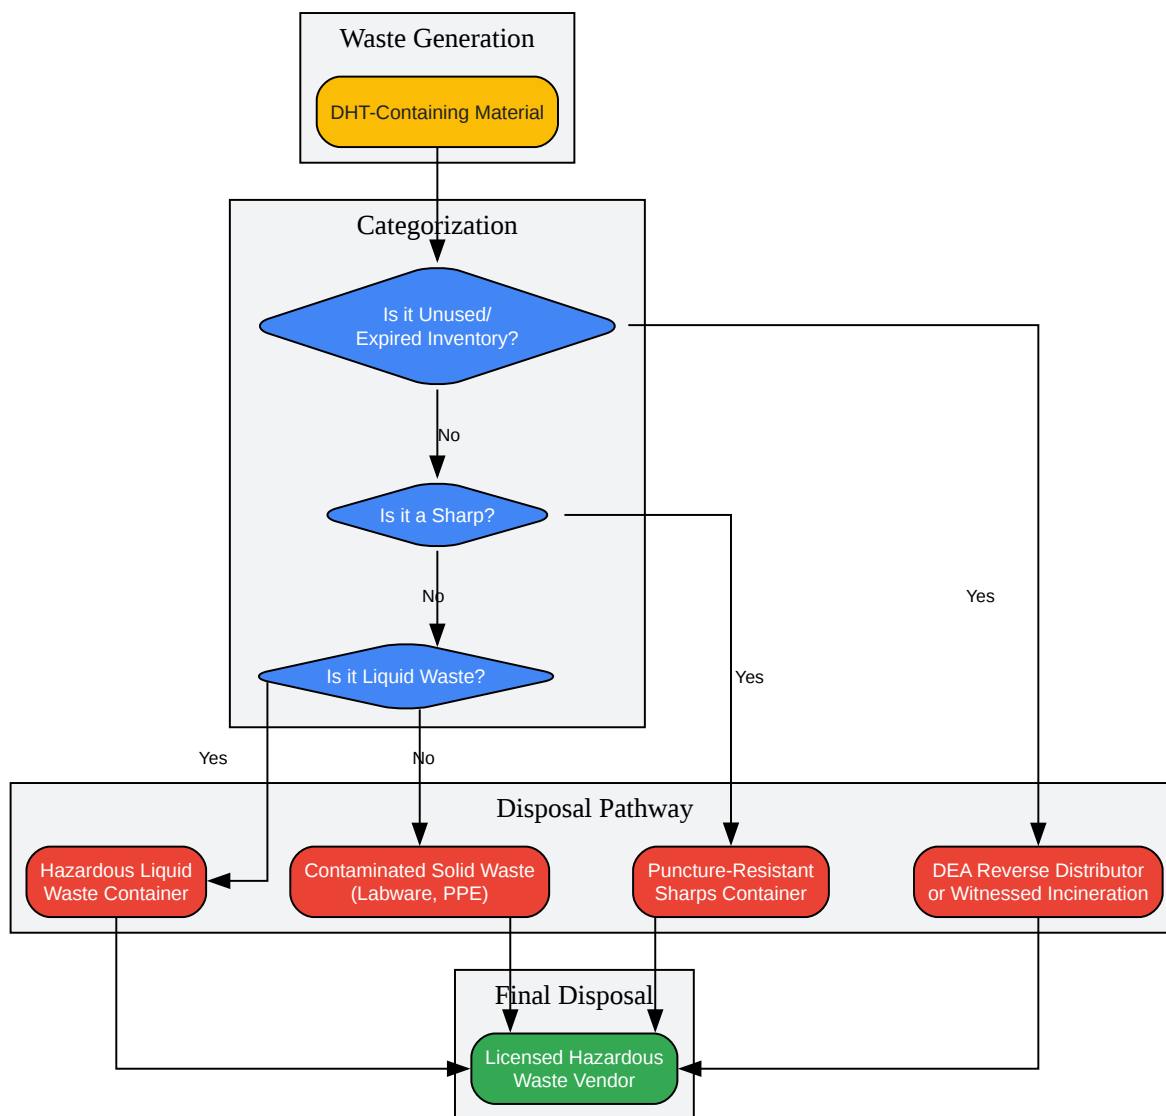 Waste Generation
DHT-Containing Material
Categorization
Is it Unused/
Expired Inventory?
No
Is it a Sharp?
No
Yes
Is it Liquid Waste?
Yes
Yes
No
Disposal Pathway
Hazardous Liquid
Waste Container
Contaminated Solid Waste
(Labware, PPE)
Puncture-Resistant
Sharps Container
DEA Reverse Distributor
or Witnessed Incineration
Final Disposal
Licensed Hazardous
Waste Vendor